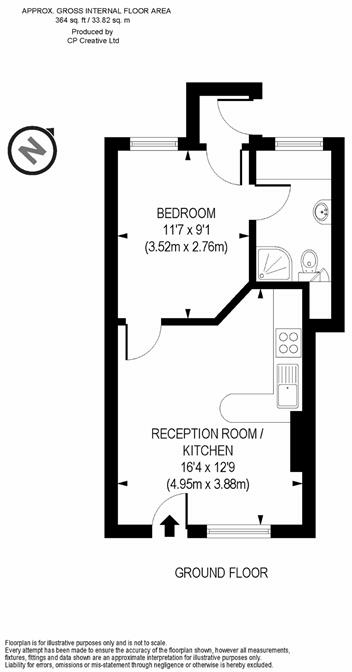 APPROX. GROSS INTERNAL FLOOR AREA
364 sq. ft / 33.82 sq. m
Produced by
CP Creative Ltd
N
BEDROOM
11'7 x 9'1
(3.52m x 2.76m)
RECEPTION ROOM /
KITCHEN
16'4 x 12'9
(4.95m x 3.88m)
GROUND FLOOR
Floorplan is for illustrative purposes only and is not to scale.
Every attempt has been made to ensure the accuracy of the floorplan shown, however all measurements,
fixtures, fittings and data shown are an approximate interpretation for illustrative purposes only.
Liability for errors, omissions or mis-statement through negligence or otherwise is hereby excluded.